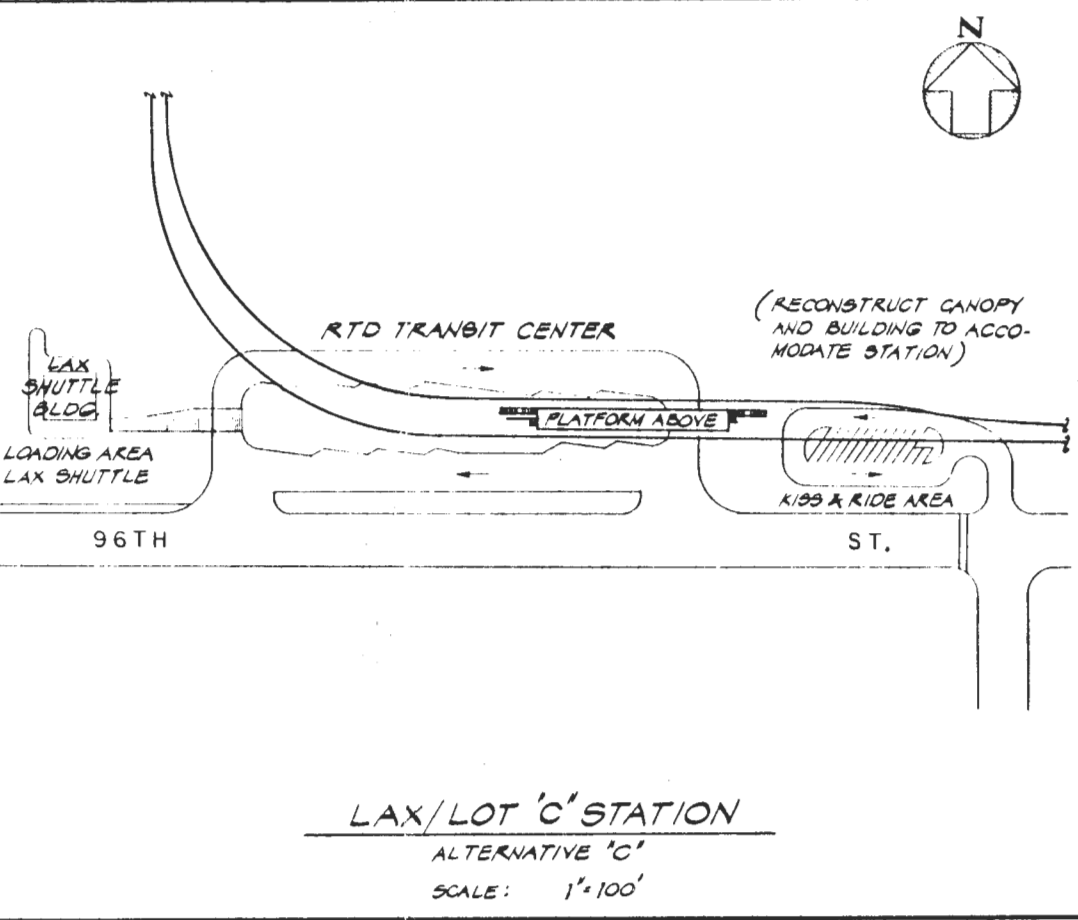 N
RTD TRANSIT CENTER
(RECONSTRUCT CANOPY
AND BUILDING TO ACCO-
MODATE STATION)
LAX
SHUTTLE
BLDG.
PLATFORM ABOVE
LOADING AREA
LAX SHUTTLE
KISS & RIDE AREA
96TH ST.
LAX/LOT "C" STATION
ALTERNATIVE "C"
SCALE: 1"=100'